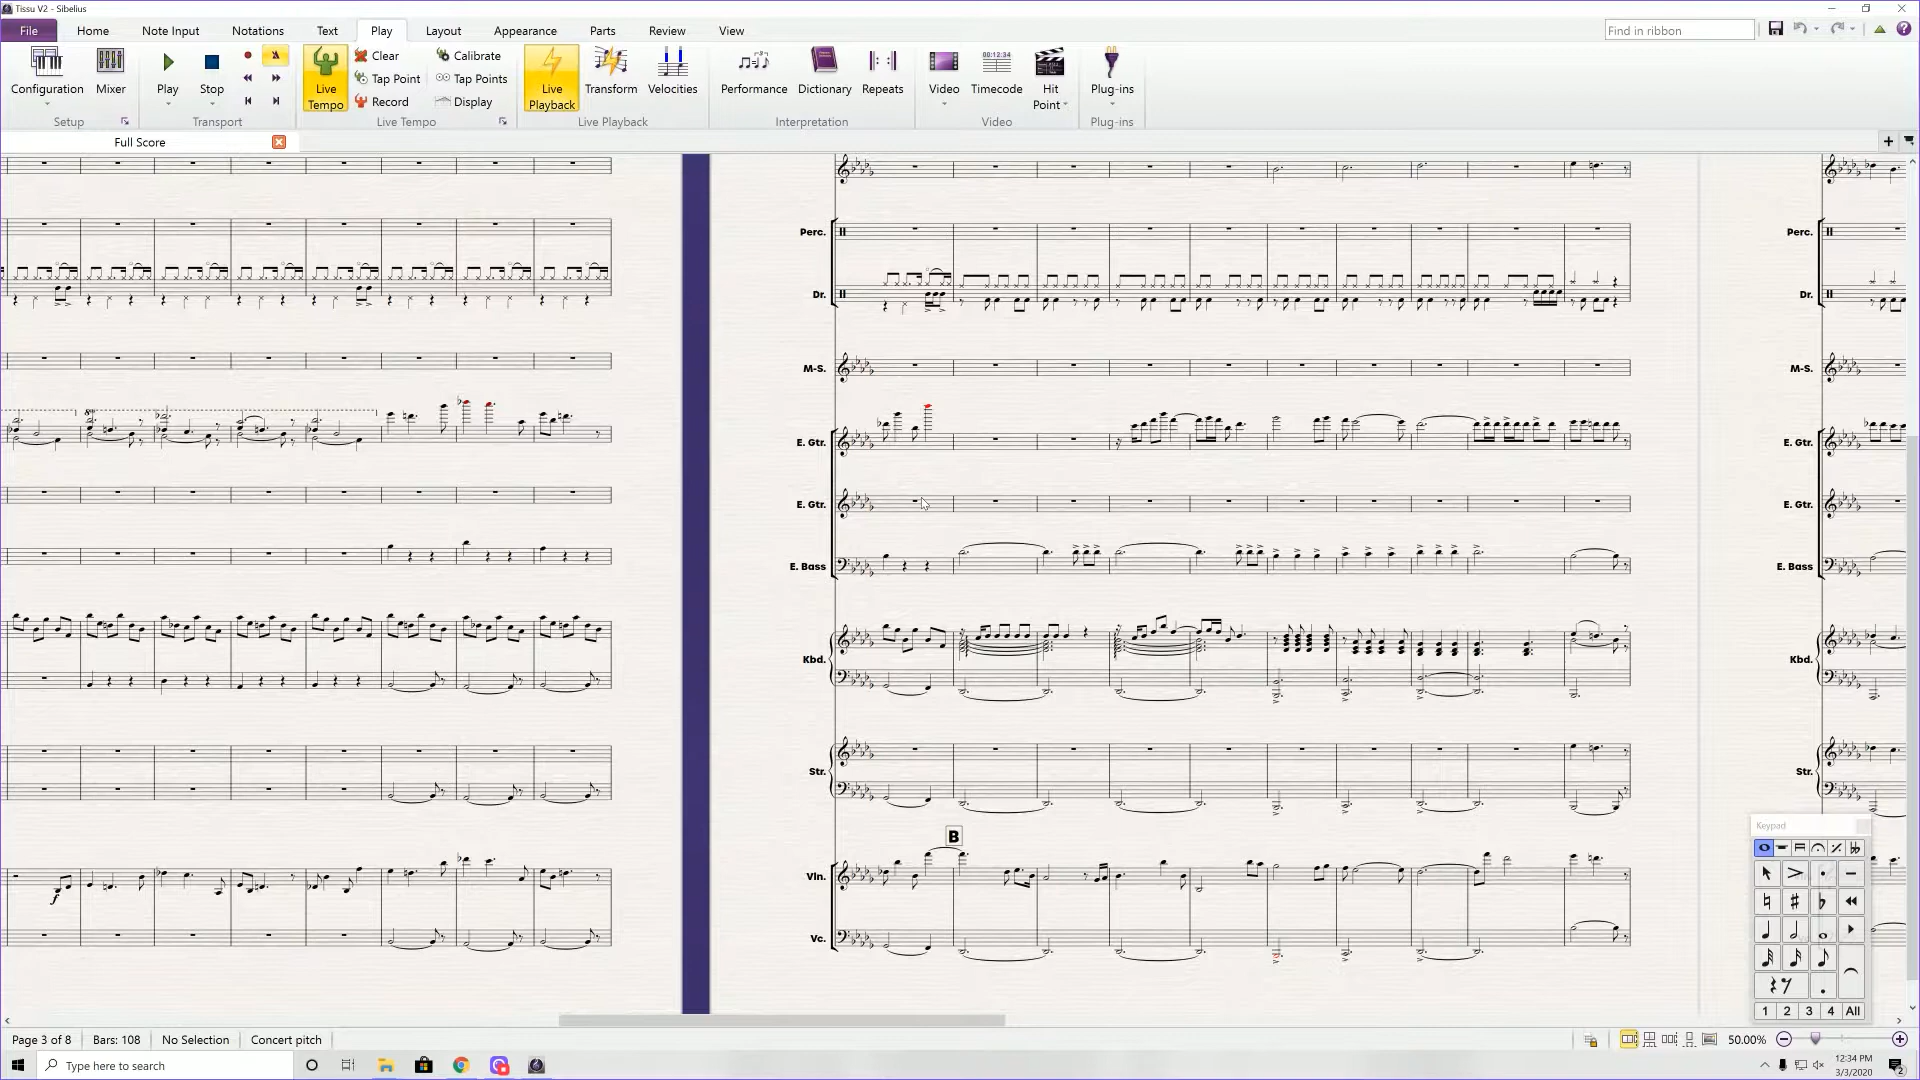 Tissu V2 - Sibelius
File Home Note Input Notations Text Play Layout Appearance Parts Review View
Find in ribbon
Configuration Mixer Play Stop Live Tempo Clear Tap Point Record Calibrate Tap Points Display Live Playback Transform Velocities Performance Dictionary Repeats Video 00:12:34 Timecode Hit Point Plug-ins
Setup Transport Live Tempo Live Playback Interpretation Video Plug-ins
Full Score
Perc. Perc.
Dr. Dr.
M-S. M-S.
E. Gtr. E. Gtr.
E. Gtr. E. Gtr.
E. Bass E. Bass
Kbd. Kbd.
Str. Str.
B
Vln.
f
Vc.
Keypad
1 2 3 4 All
Page 3 of 8 Bars: 108 No Selection Concert pitch 50.00%
Type here to search
12:34 PM
3/3/2020
2